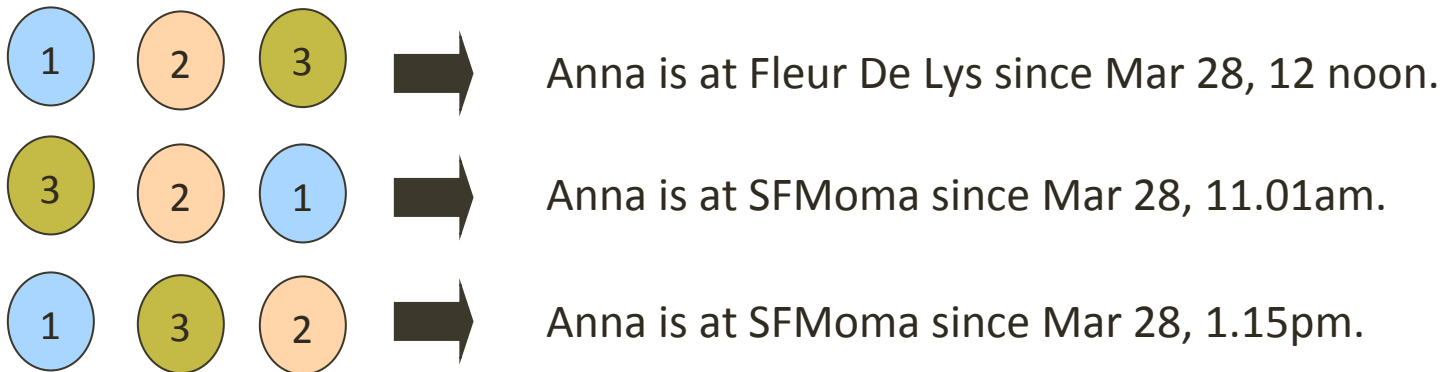 1 2 3 Anna is at Fleur De Lys since Mar 28, 12 noon.
3 2 1 Anna is at SFMoma since Mar 28, 11.01am.
1 3 2 Anna is at SFMoma since Mar 28, 1.15pm.